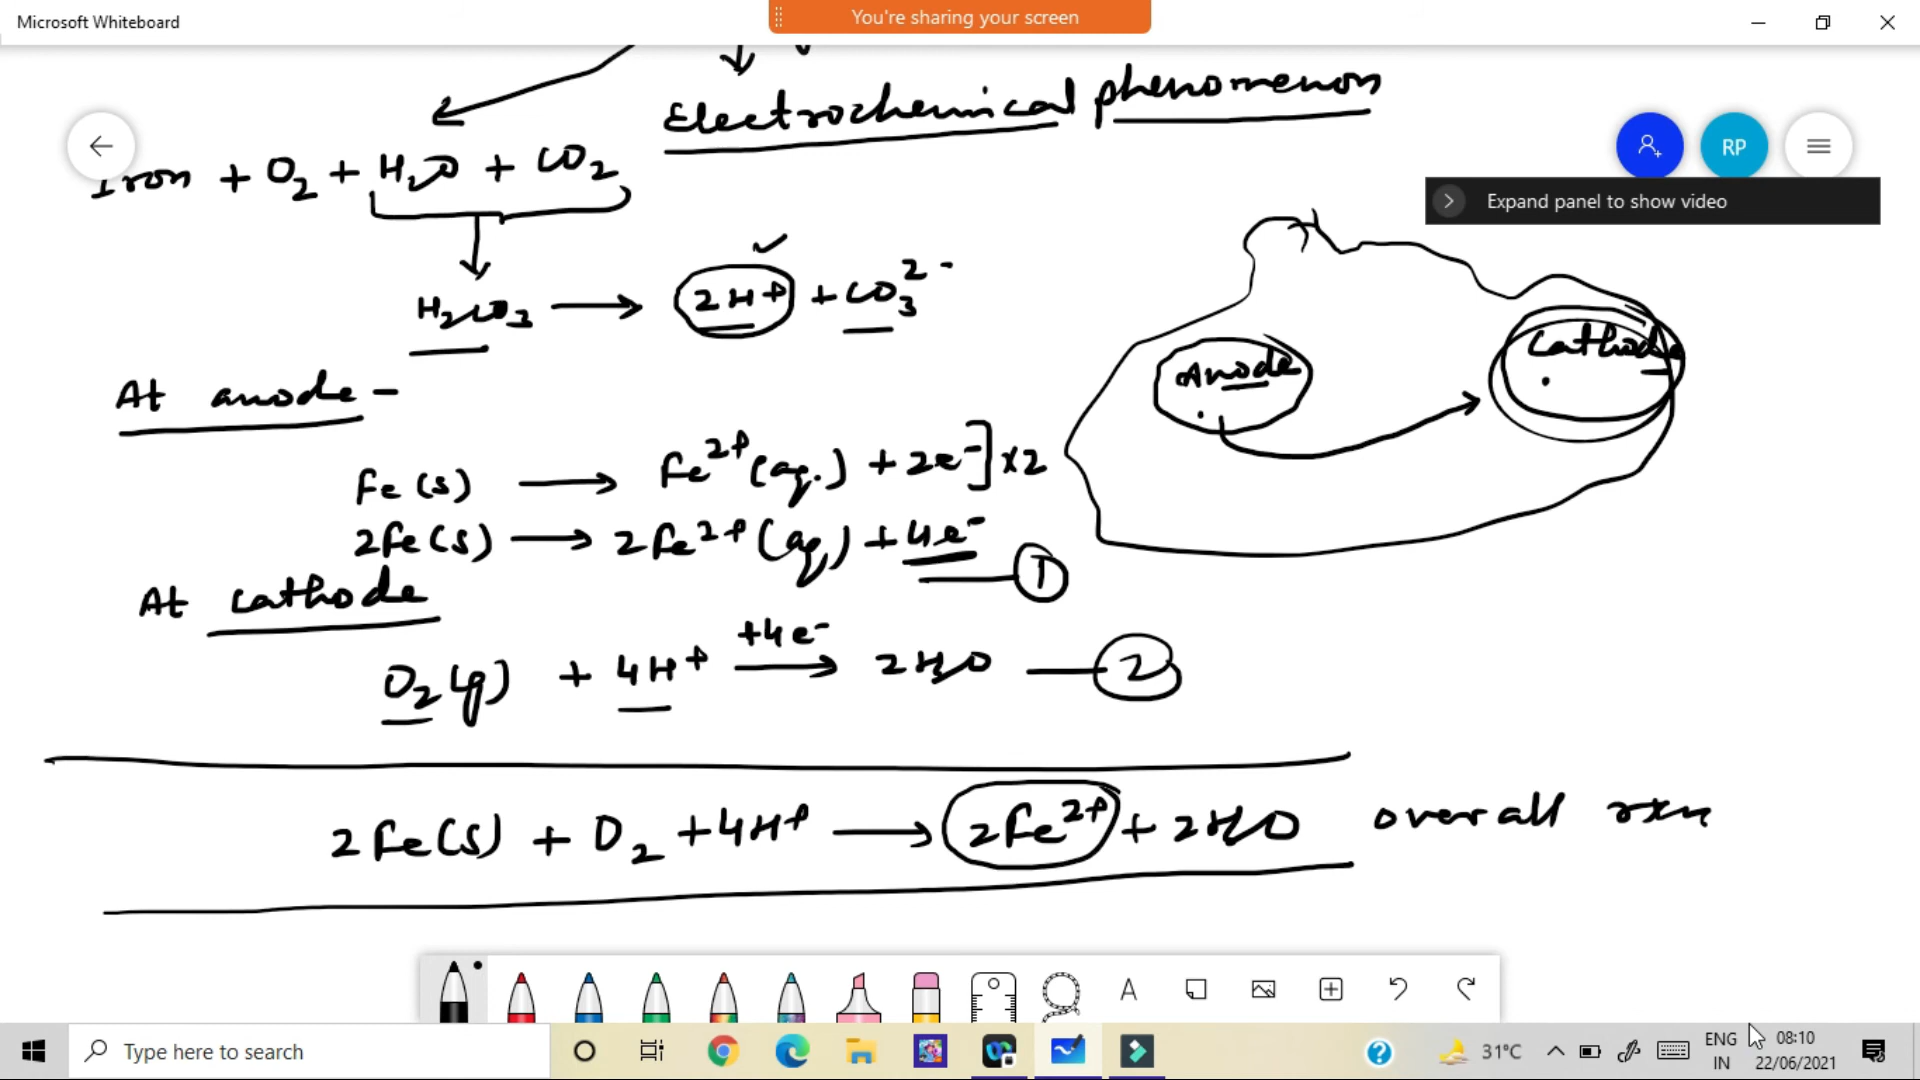 Microsoft Whiteboard
You're sharing your screen
Electrochemical phenomenon
Iron + O₂ + H₂O + CO₂
RP
Expand panel to show video
H₂CO₃ ⟶ 2H⁺ + CO₃²⁻
Anode
Cathode
At anode -
Fe(s) ⟶ Fe²⁺(aq.) + 2e⁻] ×2
2Fe(s) ⟶ 2Fe²⁺(aq) + 4e⁻ — ①
At cathode
+4e⁻
O₂(g) + 4H⁺ ⟶ 2H₂O — ②
2Fe(s) + O₂ + 4H⁺ ⟶ 2Fe²⁺ + 2H₂O overall rxn
A
Type here to search
31°C
ENG
IN
08:10
22/06/2021